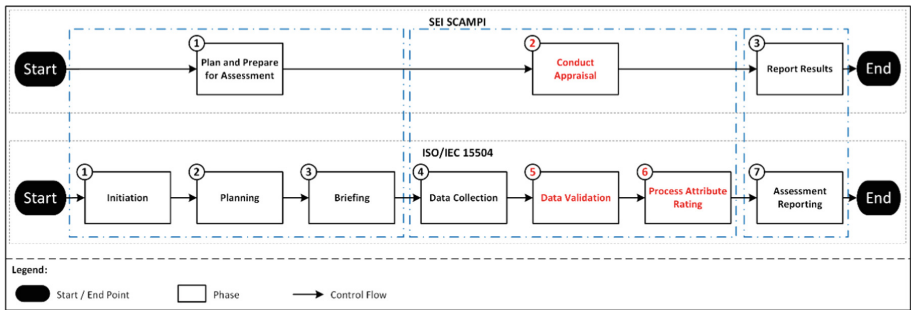 SEI SCAMPI
1
2
3
Start
Plan and Prepare
for Assessment
Conduct
Appraisal
Report Results
End
ISO/IEC 15504
1
2
3
4
5
6
7
Start
Initiation
Planning
Briefing
Data Collection
Data Validation
Process Attribute
Rating
Assessment
Reporting
End
Legend:
Start / End Point
Phase
Control Flow